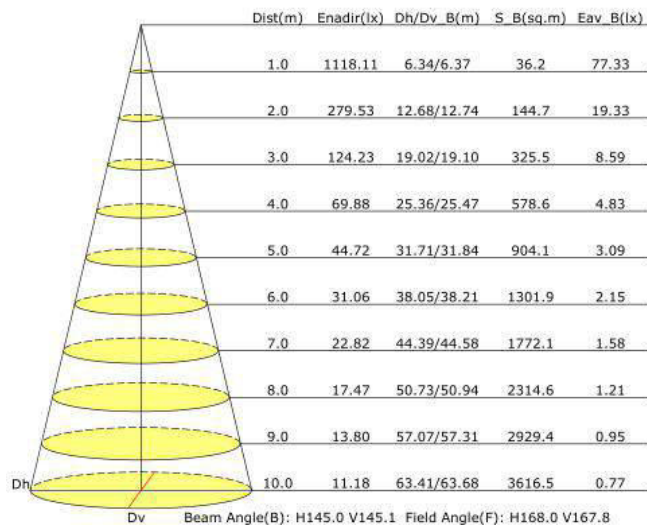 Dist(m) Enadir(lx) Dh/Dv_B(m) S_B(sq.m) Eav_B(lx)
1.0 1118.11 6.34/6.37 36.2 77.33
2.0 279.53 12.68/12.74 144.7 19.33
3.0 124.23 19.02/19.10 325.5 8.59
4.0 69.88 25.36/25.47 578.6 4.83
5.0 44.72 31.71/31.84 904.1 3.09
6.0 31.06 38.05/38.21 1301.9 2.15
7.0 22.82 44.39/44.58 1772.1 1.58
8.0 17.47 50.73/50.94 2314.6 1.21
9.0 13.80 57.07/57.31 2929.4 0.95
Dh 10.0 11.18 63.41/63.68 3616.5 0.77
Dv Beam Angle(B): H145.0 V145.1 Field Angle(F): H168.0 V167.8